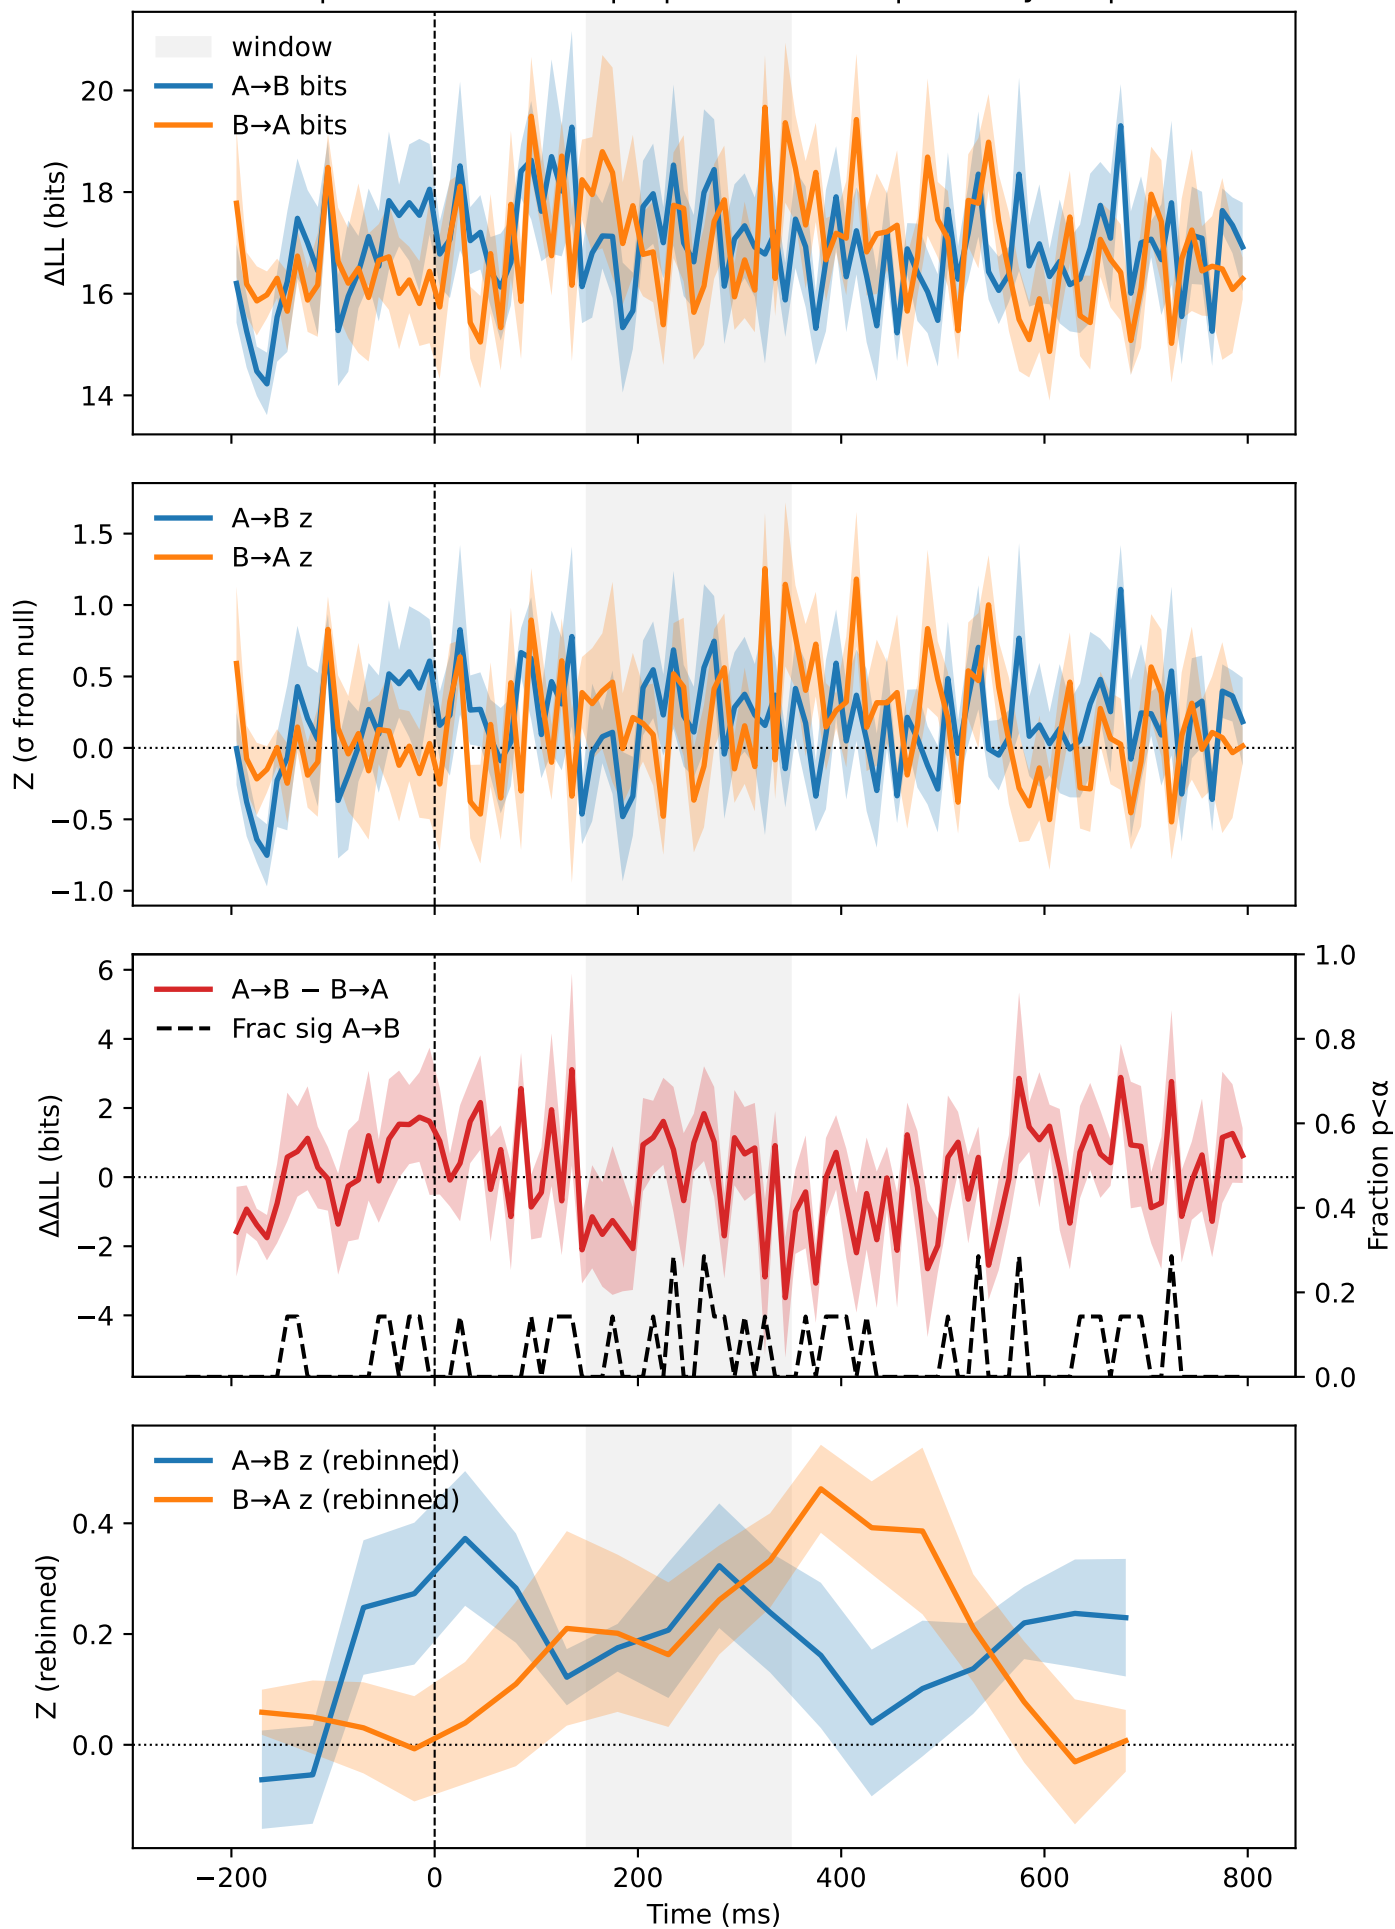 window
A→B bits
B→A bits
ΔLL (bits)
20
18
16
14
A→B z
B→A z
Z (σ from null)
1.5
1.0
0.5
0.0
−0.5
−1.0
A→B − B→A
Frac sig A→B
ΔΔLL (bits)
6
4
2
0
−2
−4
1.0
0.8
0.6
0.4
0.2
0.0
Fraction p<α
A→B z (rebinned)
B→A z (rebinned)
Z (rebinned)
0.4
0.2
0.0
−200
0
200
400
600
800
Time (ms)